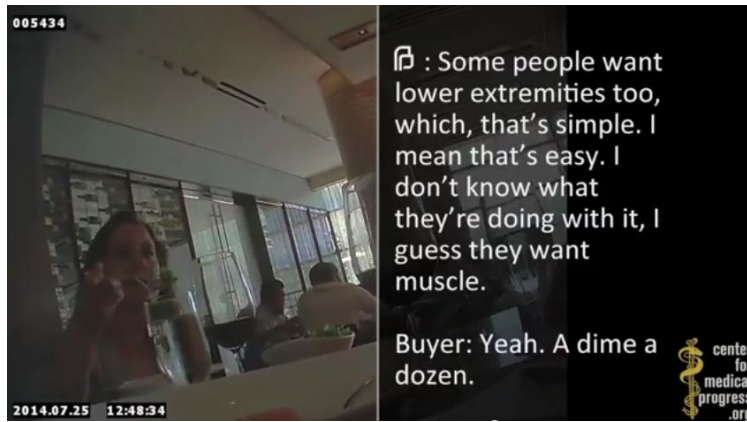 005434
: Some people want
lower extremities too,
which, that's simple. I
mean that's easy. I
don't know what
they're doing with it, I
guess they want
muscle.
Buyer: Yeah. A dime a
dozen.
cente
fo
medica
progres
.or
2014.07.25 12:48:34